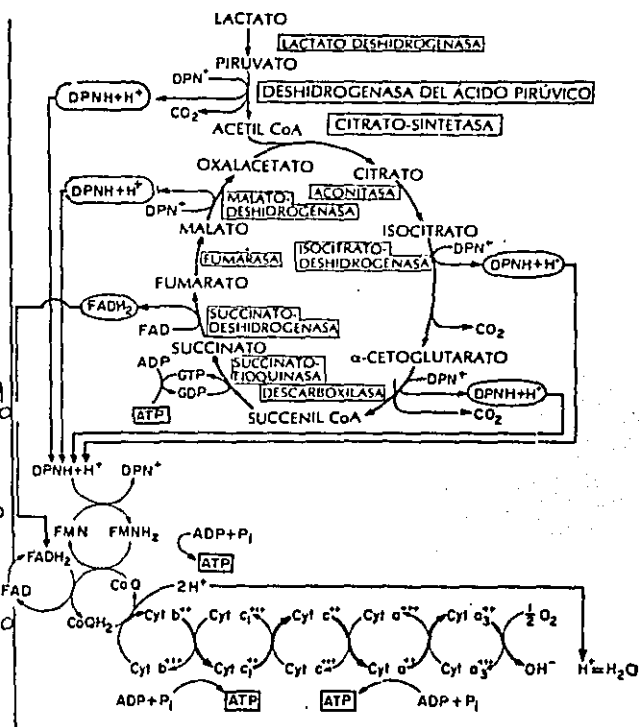 LACTATO
LACTATO DESHIDROGENASA
PIRUVATO
DPN⁺
DPNH+H⁺
DESHIDROGENASA DEL ÁCIDO PIRÚVICO
CO₂
ACETIL CoA
CITRATO-SINTETASA
OXALACETATO
CITRATO
DPNH+H⁺
ACONITASA
DPN⁺
MALATO-
DESHIDROGENASA
MALATO
ISOCITRATO
ISOCITRATO-
DESHIDROGENASA
DPN⁺
DPNH+H⁺
FUMARASA
FUMARATO
FADH₂
FAD
SUCCINATO-
DESHIDROGENASA
CO₂
SUCCINATO
α-CETOGLUTARATO
ADP
GTP
GDP
ATP
SUCCINATO-
TIOQUINASA
DESCARBOXILASA
DPN⁺
DPNH+H⁺
CO₂
SUCCENIL CoA
DPNH+H⁺
DPN⁺
FMN
FMNH₂
ADP+Pᵢ
ATP
FADH₂
FAD
CoQ
CoQH₂
2H⁺
Cyt b⁺⁺
Cyt c₁⁺⁺⁺
Cyt c⁺⁺
Cyt a⁺⁺⁺
Cyt a₃⁺⁺
½ O₂
Cyt b⁺⁺⁺
Cyt c₁⁺⁺
Cyt c⁺⁺⁺
Cyt a⁺⁺
Cyt a₃⁺⁺⁺
OH⁻
H⁺=H₂O
ADP+Pᵢ
ATP
ATP
ADP+Pᵢ